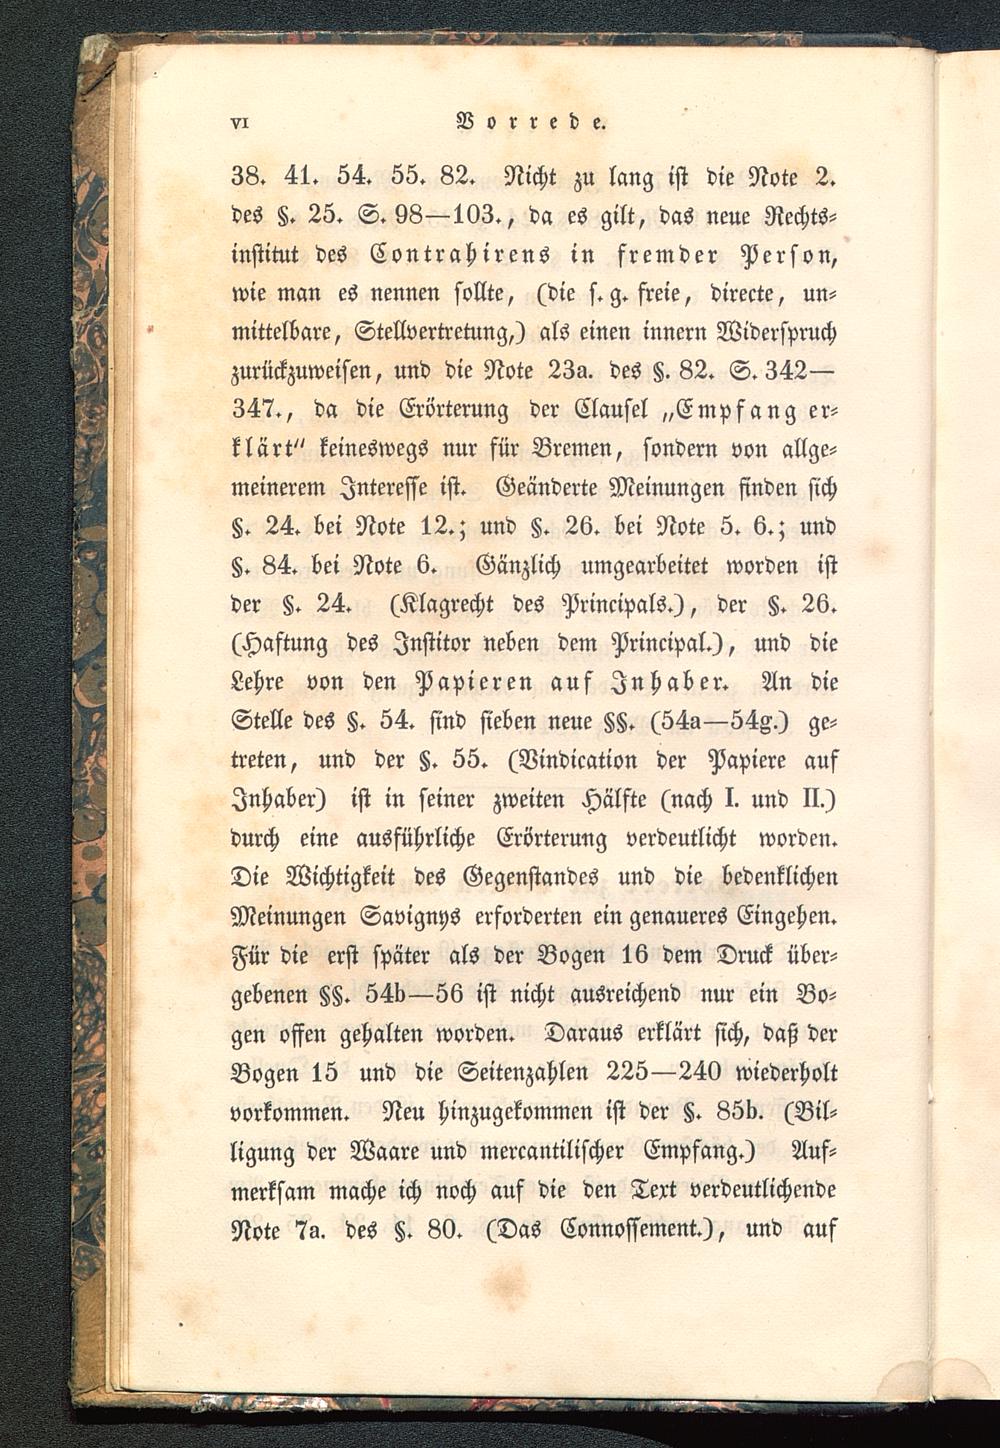 VI Vorrede.
38. 41. 54. 55. 82. Nicht zu lang ist die Note 2.
des §. 25. S. 98—103., da es gilt, das neue Rechts-
institut des Contrahirens in fremder Person,
wie man es nennen sollte, (die s. g. freie, directe, un-
mittelbare, Stellvertretung,) als einen innern Widerspruch
zurückzuweisen, und die Note 23a. des §. 82. S. 342—
347., da die Erörterung der Clausel „Empfang er-
klärt“ keineswegs nur für Bremen, sondern von allge-
meinerem Interesse ist. Geänderte Meinungen finden sich
§. 24. bei Note 12.; und §. 26. bei Note 5. 6.; und
§. 84. bei Note 6. Gänzlich umgearbeitet worden ist
der §. 24. (Klagrecht des Principals.), der §. 26.
(Haftung des Institor neben dem Principal.), und die
Lehre von den Papieren auf Inhaber. An die
Stelle des §. 54. sind sieben neue §§. (54a—54g.) ge-
treten, und der §. 55. (Vindication der Papiere auf
Inhaber) ist in seiner zweiten Hälfte (nach I. und II.)
durch eine ausführliche Erörterung verdeutlicht worden.
Die Wichtigkeit des Gegenstandes und die bedenklichen
Meinungen Savignys erforderten ein genaueres Eingehen.
Für die erst später als der Bogen 16 dem Druck über-
gebenen §§. 54b—56 ist nicht ausreichend nur ein Bo-
gen offen gehalten worden. Daraus erklärt sich, daß der
Bogen 15 und die Seitenzahlen 225—240 wiederholt
vorkommen. Neu hinzugekommen ist der §. 85b. (Bil-
ligung der Waare und mercantilischer Empfang.) Auf-
merksam mache ich noch auf die den Text verdeutlichende
Note 7a. des §. 80. (Das Connossement.), und auf